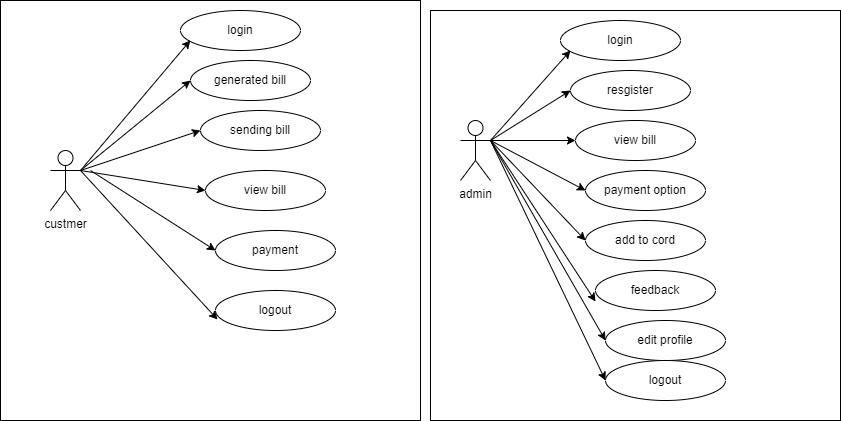 login
generated bill
sending bill
view bill
payment
logout
custmer
login
resgister
view bill
payment option
add to cord
feedback
edit profile
logout
admin